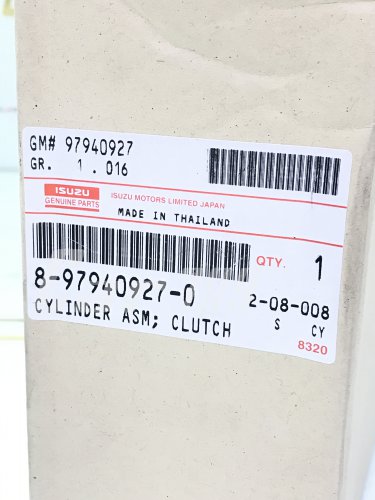 GM# 97940927
GR. 1.016
ISUZU
GENUINE PARTS
ISUZU MOTORS LIMITED JAPAN
MADE IN THAILAND
QTY. 1
8-97940927-0
2-08-008
CYLINDER ASM; CLUTCH
S CY
8320